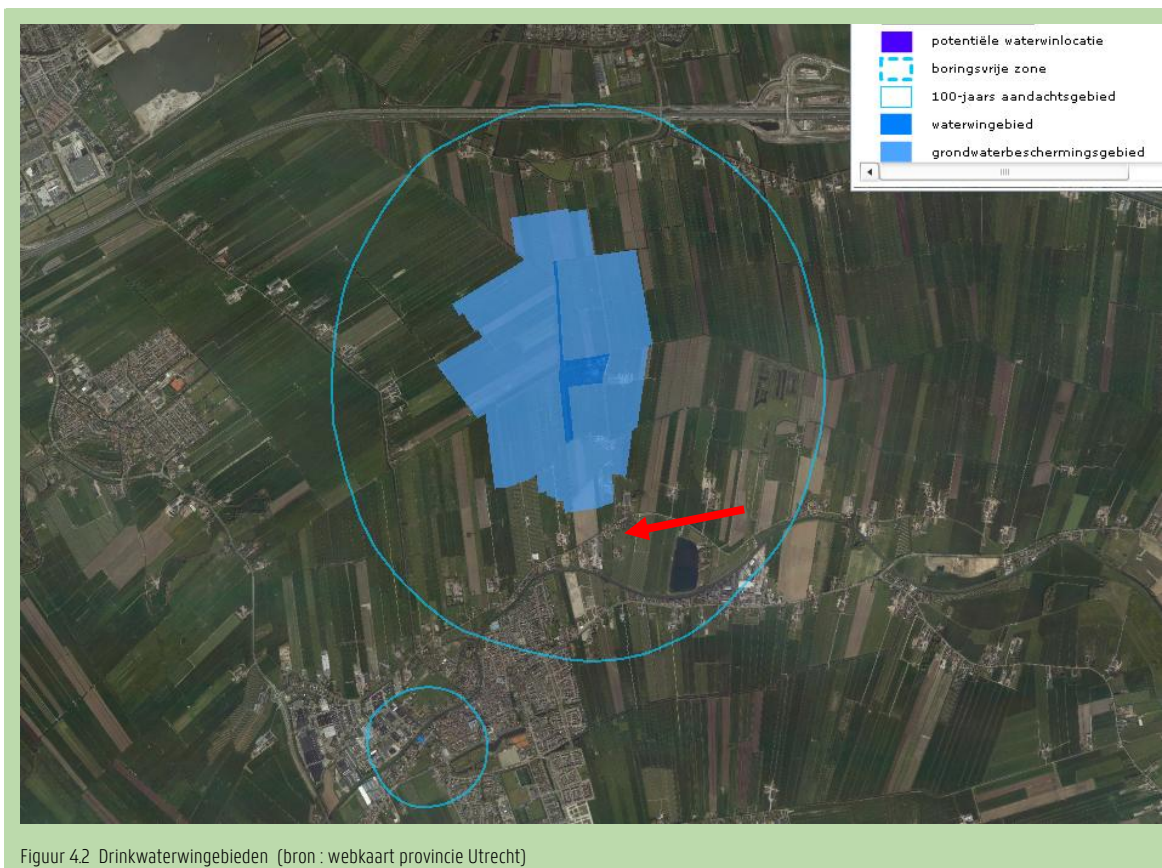 potentiële waterwinlocatie
boringsvrije zone
100-jaars aandachtsgebied
waterwingebied
grondwaterbeschermingsgebied
Figuur 4.2 Drinkwaterwingebieden (bron : webkaart provincie Utrecht)